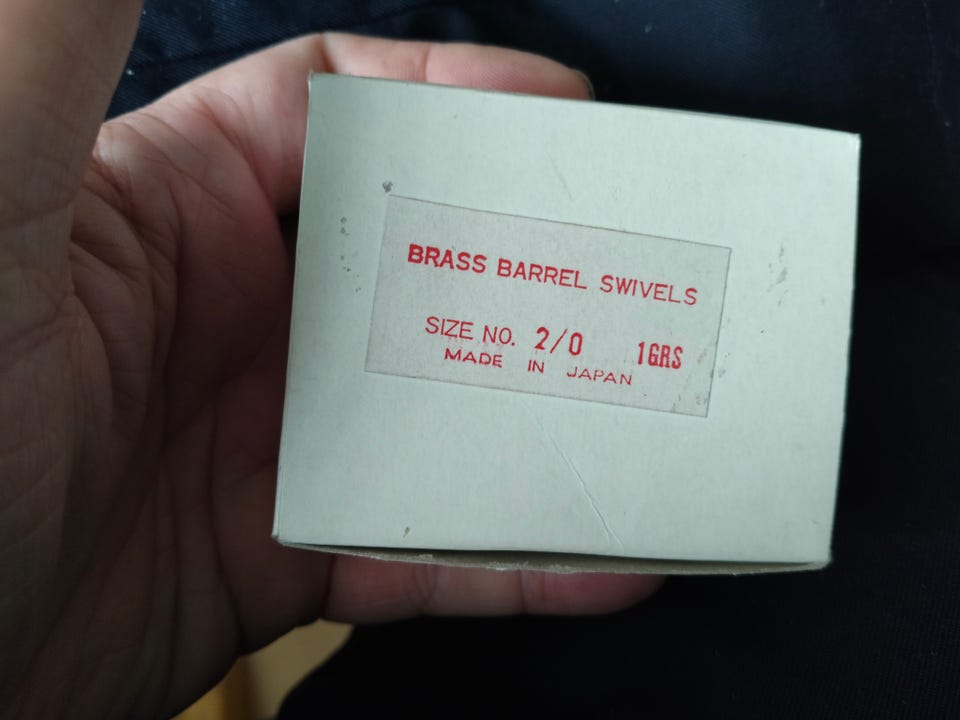 BRASS BARREL SWIVELS
SIZE NO. 2/0 1GRS
MADE IN JAPAN